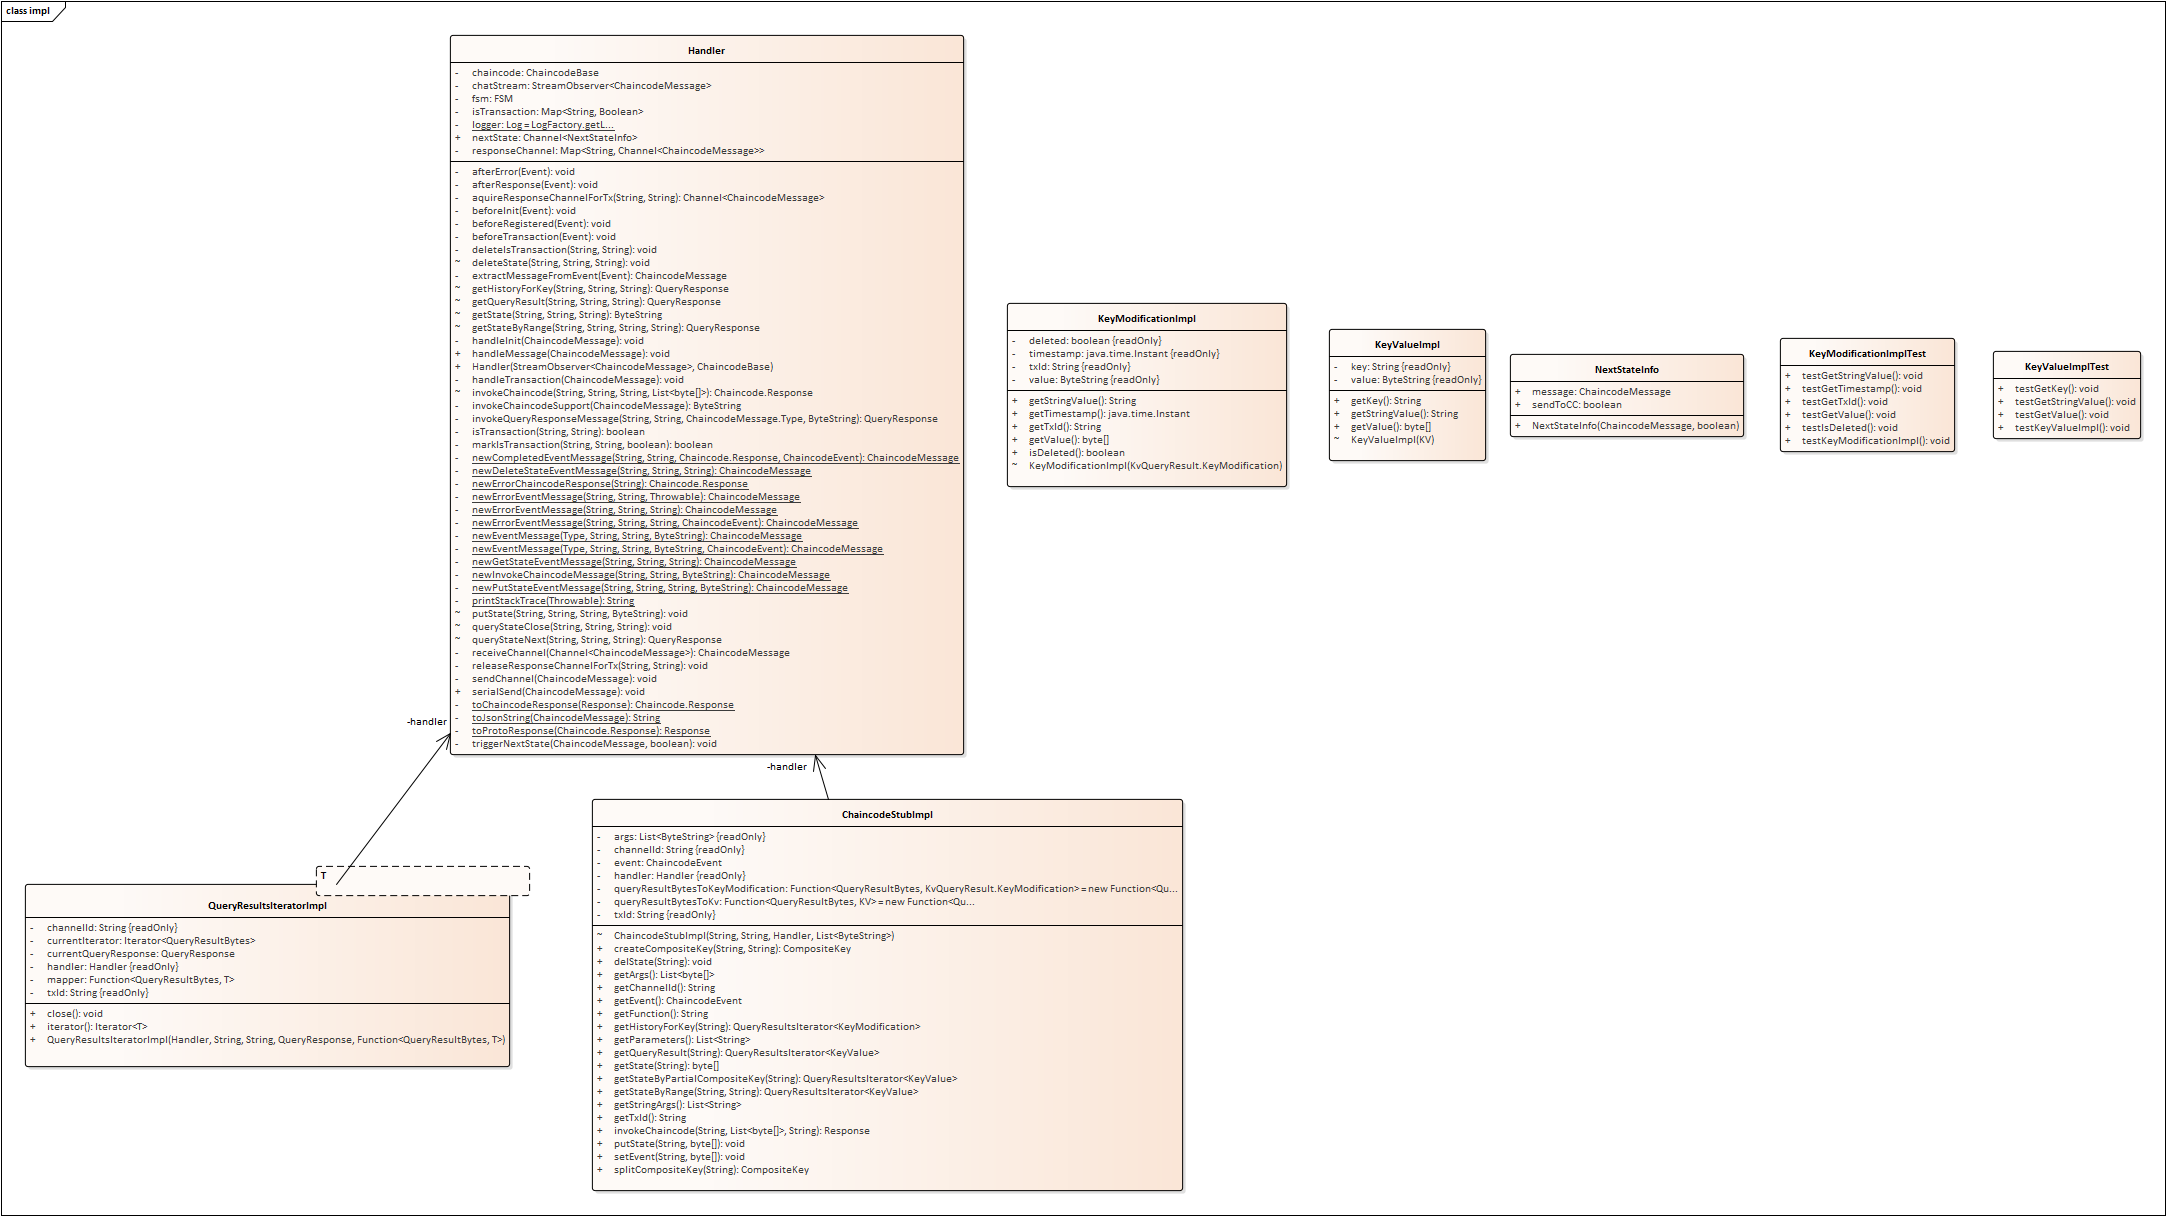 class impl
Handler
- chaincode: ChaincodeBase
- chatStream: StreamObserver<ChaincodeMessage>
- fsm: FSM
- isTransaction: Map<String, Boolean>
- logger: Log = LogFactory.getL...
+ nextState: Channel<NextStateInfo>
- responseChannel: Map<String, Channel<ChaincodeMessage>>
- afterError(Event): void
- afterResponse(Event): void
- aquireResponseChannelForTx(String, String): Channel<ChaincodeMessage>
- beforeInit(Event): void
- beforeRegistered(Event): void
- beforeTransaction(Event): void
- deleteIsTransaction(String, String): void
~ deleteState(String, String, String): void
- extractMessageFromEvent(Event): ChaincodeMessage
~ getHistoryForKey(String, String, String): QueryResponse
~ getQueryResult(String, String, String): QueryResponse
~ getState(String, String, String): ByteString
~ getStateByRange(String, String, String, String): QueryResponse
- handleInit(ChaincodeMessage): void
+ handleMessage(ChaincodeMessage): void
+ Handler(StreamObserver<ChaincodeMessage>, ChaincodeBase)
- handleTransaction(ChaincodeMessage): void
~ invokeChaincode(String, String, String, List<byte[]>): Chaincode.Response
- invokeChaincodeSupport(ChaincodeMessage): ByteString
- invokeQueryResponseMessage(String, String, ChaincodeMessage.Type, ByteString): QueryResponse
- isTransaction(String, String): boolean
- markIsTransaction(String, String, boolean): boolean
- newCompletedEventMessage(String, String, Chaincode.Response, ChaincodeEvent): ChaincodeMessage
- newDeleteStateEventMessage(String, String, String): ChaincodeMessage
- newErrorChaincodeResponse(String): Chaincode.Response
- newErrorEventMessage(String, String, Throwable): ChaincodeMessage
- newErrorEventMessage(String, String, String): ChaincodeMessage
- newErrorEventMessage(String, String, String, ChaincodeEvent): ChaincodeMessage
- newEventMessage(Type, String, String, ByteString): ChaincodeMessage
- newEventMessage(Type, String, String, ByteString, ChaincodeEvent): ChaincodeMessage
- newGetStateEventMessage(String, String, String): ChaincodeMessage
- newInvokeChaincodeMessage(String, String, ByteString): ChaincodeMessage
- newPutStateEventMessage(String, String, String, ByteString): ChaincodeMessage
- printStackTrace(Throwable): String
~ putState(String, String, String, ByteString): void
~ queryStateClose(String, String, String): void
~ queryStateNext(String, String, String): QueryResponse
- receiveChannel(Channel<ChaincodeMessage>): ChaincodeMessage
- releaseResponseChannelForTx(String, String): void
- sendChannel(ChaincodeMessage): void
+ serialSend(ChaincodeMessage): void
- toChaincodeResponse(Response): Chaincode.Response
- toJsonString(ChaincodeMessage): String
- toProtoResponse(Chaincode.Response): Response
- triggerNextState(ChaincodeMessage, boolean): void
KeyModificationImpl
- deleted: boolean {readOnly}
- timestamp: java.time.Instant {readOnly}
- txId: String {readOnly}
- value: ByteString {readOnly}
+ getStringValue(): String
+ getTimestamp(): java.time.Instant
+ getTxId(): String
+ getValue(): byte[]
+ isDeleted(): boolean
~ KeyModificationImpl(KvQueryResult.KeyModification)
KeyValueImpl
- key: String {readOnly}
- value: ByteString {readOnly}
+ getKey(): String
+ getStringValue(): String
+ getValue(): byte[]
~ KeyValueImpl(KV)
NextStateInfo
+ message: ChaincodeMessage
+ sendToCC: boolean
+ NextStateInfo(ChaincodeMessage, boolean)
KeyModificationImplTest
+ testGetStringValue(): void
+ testGetTimestamp(): void
+ testGetTxId(): void
+ testGetValue(): void
+ testIsDeleted(): void
+ testKeyModificationImpl(): void
KeyValueImplTest
+ testGetKey(): void
+ testGetStringValue(): void
+ testGetValue(): void
+ testKeyValueImpl(): void
-handler
-handler
T
QueryResultsIteratorImpl
- channelId: String {readOnly}
- currentIterator: Iterator<QueryResultBytes>
- currentQueryResponse: QueryResponse
- handler: Handler {readOnly}
- mapper: Function<QueryResultBytes, T>
- txId: String {readOnly}
+ close(): void
+ iterator(): Iterator<T>
+ QueryResultsIteratorImpl(Handler, String, String, QueryResponse, Function<QueryResultBytes, T>)
ChaincodeStubImpl
- args: List<ByteString> {readOnly}
- channelId: String {readOnly}
- event: ChaincodeEvent
- handler: Handler {readOnly}
- queryResultBytesToKeyModification: Function<QueryResultBytes, KvQueryResult.KeyModification> = new Function<Qu...
- queryResultBytesToKv: Function<QueryResultBytes, KV> = new Function<Qu...
- txId: String {readOnly}
~ ChaincodeStubImpl(String, String, Handler, List<ByteString>)
+ createCompositeKey(String, String): CompositeKey
+ delState(String): void
+ getArgs(): List<byte[]>
+ getChannelId(): String
+ getEvent(): ChaincodeEvent
+ getFunction(): String
+ getHistoryForKey(String): QueryResultsIterator<KeyModification>
+ getParameters(): List<String>
+ getQueryResult(String): QueryResultsIterator<KeyValue>
+ getState(String): byte[]
+ getStateByPartialCompositeKey(String): QueryResultsIterator<KeyValue>
+ getStateByRange(String, String): QueryResultsIterator<KeyValue>
+ getStringArgs(): List<String>
+ getTxId(): String
+ invokeChaincode(String, List<byte[]>, String): Response
+ putState(String, byte[]): void
+ setEvent(String, byte[]): void
+ splitCompositeKey(String): CompositeKey